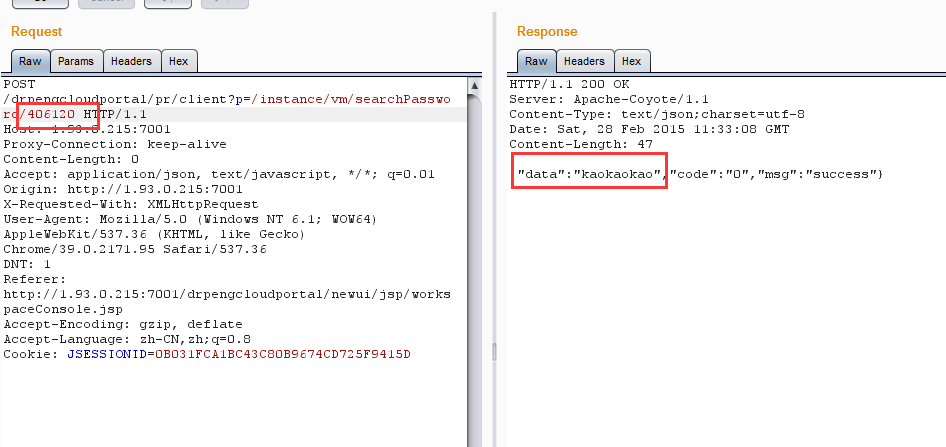 Request
Raw Params Headers Hex
POST
/drpengcloudportal/pr/client?p=/instance/vm/searchPasswo
rd/406120 HTTP/1.1
Host: 1.93.0.215:7001
Proxy-Connection: keep-alive
Content-Length: 0
Accept: application/json, text/javascript, */*; q=0.01
Origin: http://1.93.0.215:7001
X-Requested-With: XMLHttpRequest
User-Agent: Mozilla/5.0 (Windows NT 6.1; WOW64)
AppleWebKit/537.36 (KHTML, like Gecko)
Chrome/39.0.2171.95 Safari/537.36
DNT: 1
Referer:
http://1.93.0.215:7001/drpengcloudportal/newui/jsp/works
paceConsole.jsp
Accept-Encoding: gzip, deflate
Accept-Language: zh-CN,zh;q=0.8
Cookie: JSESSIONID=0B031FCA1BC43C80B9674CD725F9415D
Response
Raw Headers Hex
HTTP/1.1 200 OK
Server: Apache-Coyote/1.1
Content-Type: text/json;charset=utf-8
Date: Sat, 28 Feb 2015 11:33:08 GMT
Content-Length: 47
"data":"kaokaokao","code":"0","msg":"success"}